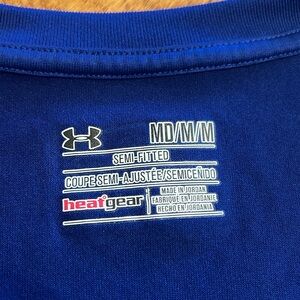 MD/M/M
SEMI-FITTED
COUPE SEMI-AJUSTÉE/SEMICEÑIDO
heatgear
MADE IN JORDAN
FABRIQUÉ EN JORDANIE
HECHO EN JORDANIA